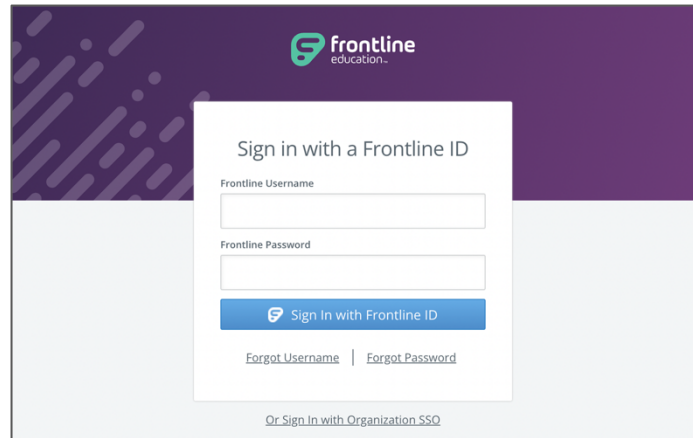 frontline
education™
Sign in with a Frontline ID
Frontline Username
Frontline Password
Sign In with Frontline ID
Forgot Username | Forgot Password
Or Sign In with Organization SSO